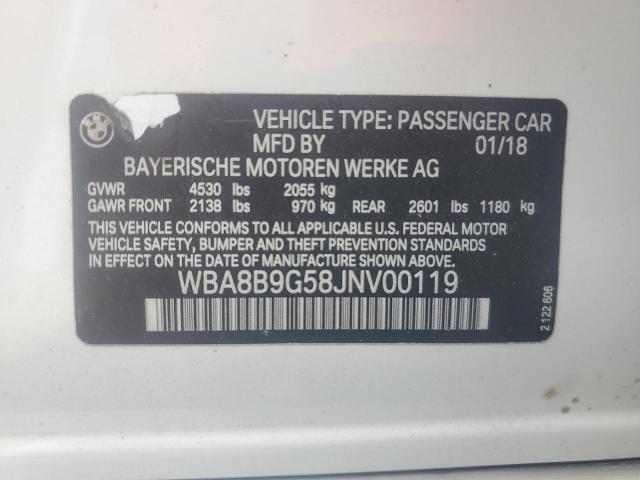 BMW
VEHICLE TYPE: PASSENGER CAR
MFD BY 01/18
BAYERISCHE MOTOREN WERKE AG
GVWR 4530 lbs 2055 kg
GAWR FRONT 2138 lbs 970 kg REAR 2601 lbs 1180 kg
THIS VEHICLE CONFORMS TO ALL APPLICABLE U.S. FEDERAL MOTOR
VEHICLE SAFETY, BUMPER AND THEFT PREVENTION STANDARDS
IN EFFECT ON THE DATE OF MANUFACTURE SHOWN ABOVE.
WBA8B9G58JNV00119
2 122 606